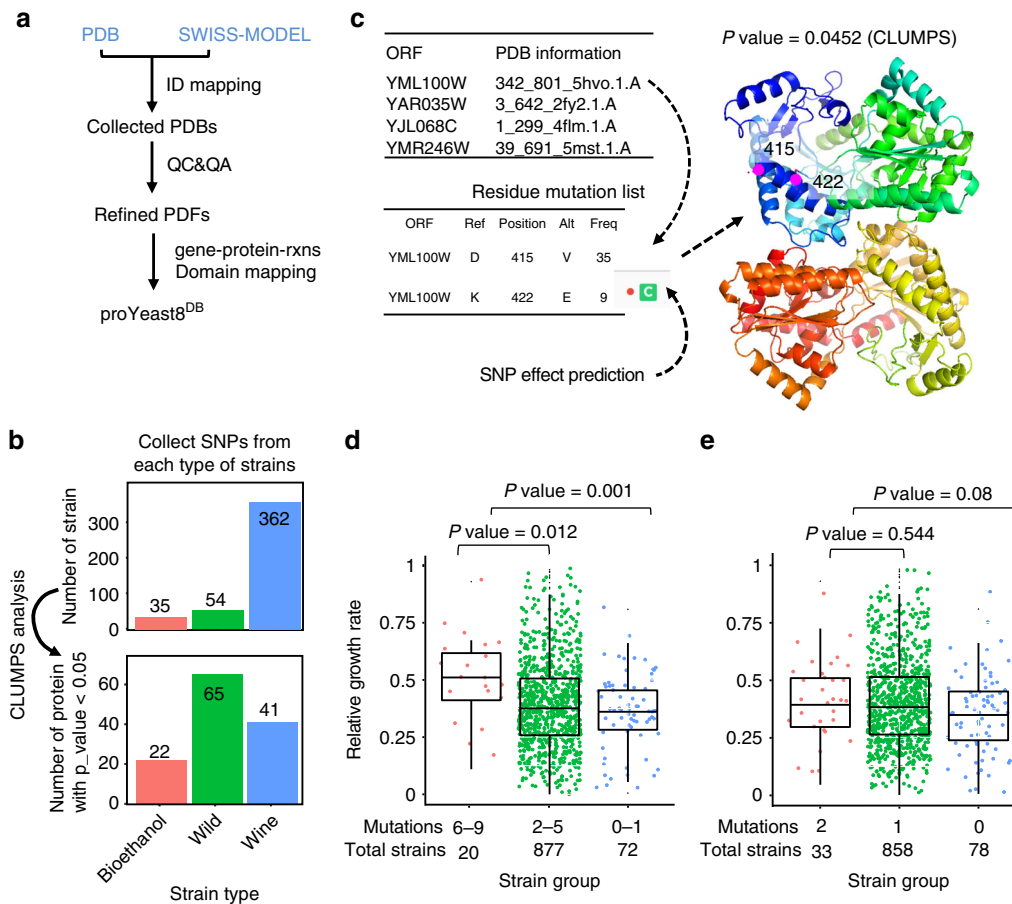 a
PDB SWISS-MODEL
ID mapping
Collected PDBs
QC&QA
Refined PDFs
gene-protein-rxns
Domain mapping
proYeast8DB
c
ORF PDB information
YML100W 342_801_5hvo.1.A
YAR035W 3_642_2fy2.1.A
YJL068C 1_299_4flm.1.A
YMR246W 39_691_5mst.1.A
Residue mutation list
ORF Ref Position Alt Freq
YML100W D 415 V 35
YML100W K 422 E 9
C
SNP effect prediction
P value = 0.0452 (CLUMPS)
415
422
b
Collect SNPs from
each type of strains
CLUMPS analysis
Number of strain
300
200
100
0
35
54
362
Number of protein
with p_value < 0.05
60
40
20
0
22
65
41
Bioethanol
Wild
Wine
Strain type
d
P value = 0.001
P value = 0.012
Relative growth rate
1
0.75
0.5
0.25
0
Mutations 6–9 2–5 0–1
Total strains 20 877 72
Strain group
e
P value = 0.08
P value = 0.544
1
0.75
0.5
0.25
0
Mutations 2 1 0
Total strains 33 858 78
Strain group